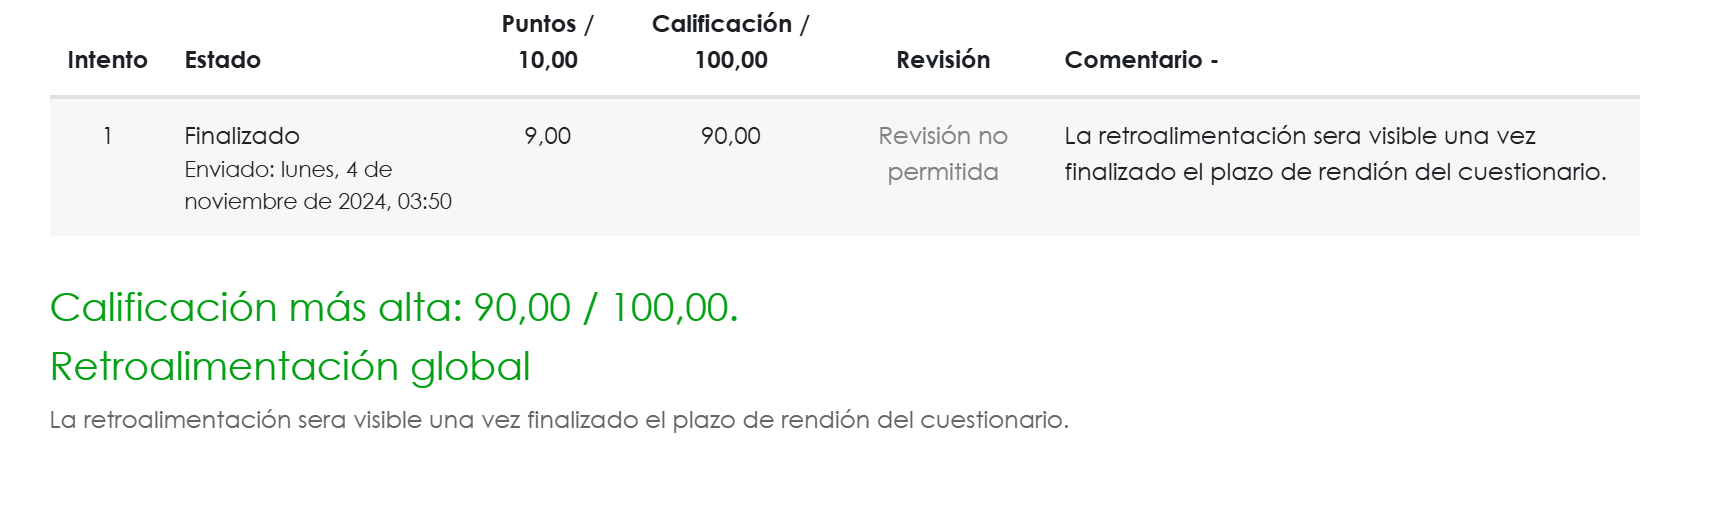 Intento Estado Puntos / 10,00 Calificación / 100,00 Revisión Comentario -
1 Finalizado 9,00 90,00 Revisión no permitida La retroalimentación sera visible una vez finalizado el plazo de rendión del cuestionario.
Enviado: lunes, 4 de
noviembre de 2024, 03:50
Calificación más alta: 90,00 / 100,00.
Retroalimentación global
La retroalimentación sera visible una vez finalizado el plazo de rendión del cuestionario.